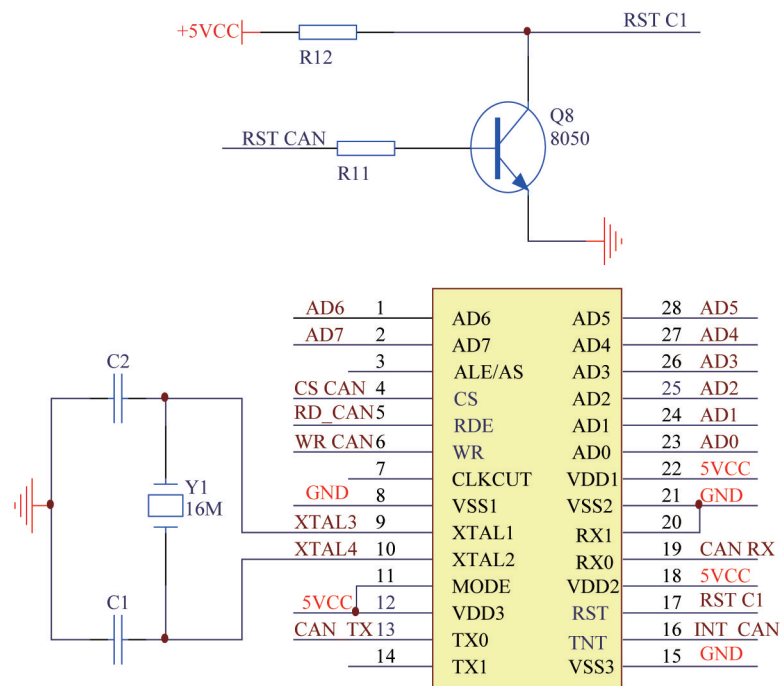 +5VCC
R12
RST C1
RST CAN
R11
Q8
8050
AD6 1 AD6 AD5 28 AD5
AD7 2 AD7 AD4 27 AD4
3 ALE/AS AD3 26 AD3
CS CAN 4 CS AD2 25 AD2
RD_CAN 5 RDE AD1 24 AD1
WR CAN 6 WR AD0 23 AD0
7 CLKCUT VDD1 22 5VCC
GND 8 VSS1 VSS2 21 GND
XTAL3 9 XTAL1 RX1 20
XTAL4 10 XTAL2 RX0 19 CAN RX
11 MODE VDD2 18 5VCC
5VCC 12 VDD3 RST 17 RST C1
CAN_TX 13 TX0 TNT 16 INT_CAN
14 TX1 VSS3 15 GND
C2
Y1
16M
C1